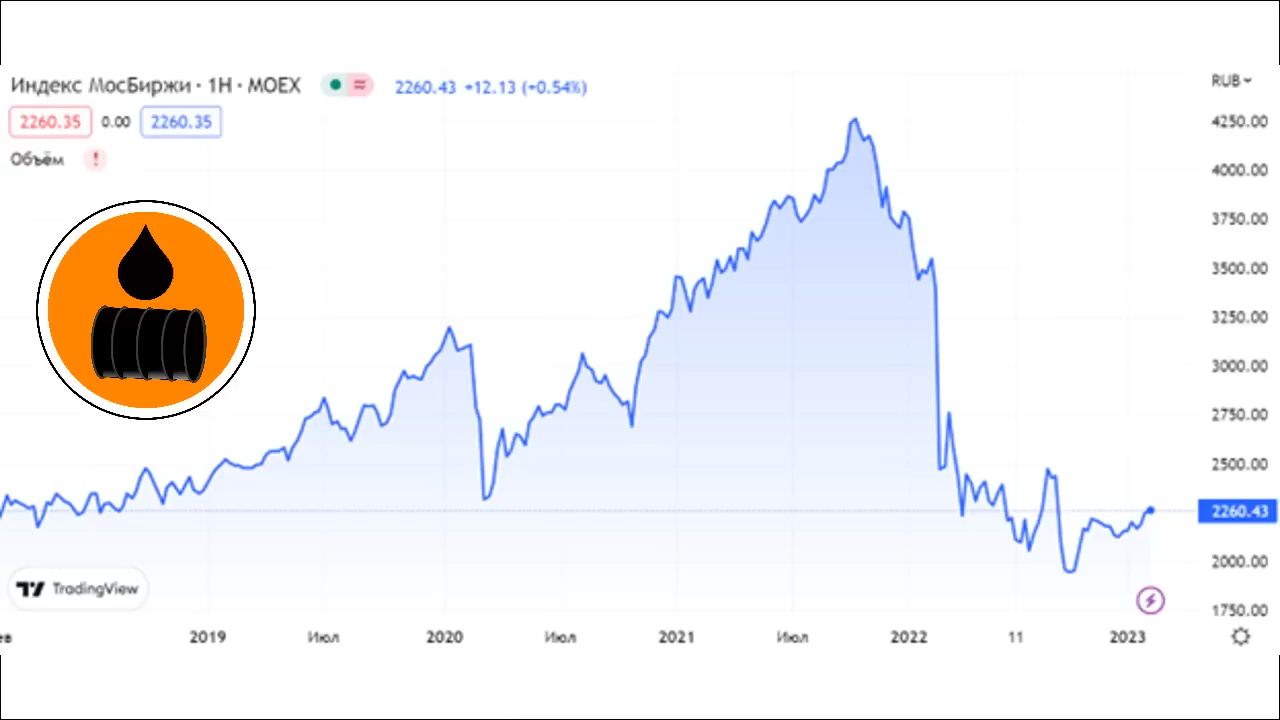 Индекс МосБиржи · 1Н · MOEX 2260.43 +12.13 (+0.54%)
RUB
2260.35 0.00 2260.35
Объём !
4250.00
4000.00
3750.00
3500.00
3250.00
3000.00
2750.00
2500.00
2260.43
2000.00
1750.00
TradingView
ев 2019 Июл 2020 Июл 2021 Июл 2022 11 2023